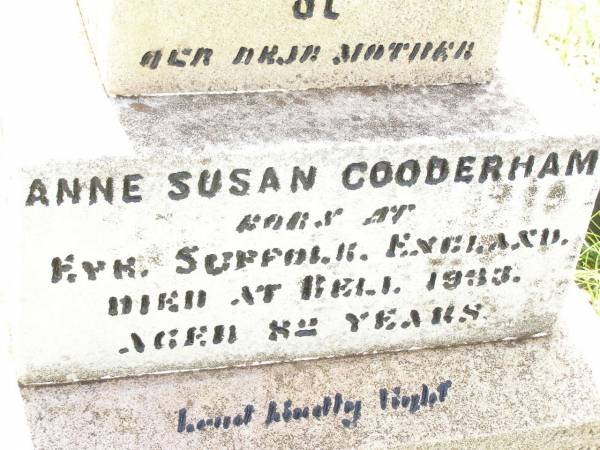 of
OUR DEAR MOTHER
ANNE SUSAN GOODERHAM
BORN AT
EYE, SUFFOLK, ENGLAND.
DIED AT BELL 1933.
AGED 82 YEARS
Lead kindly light